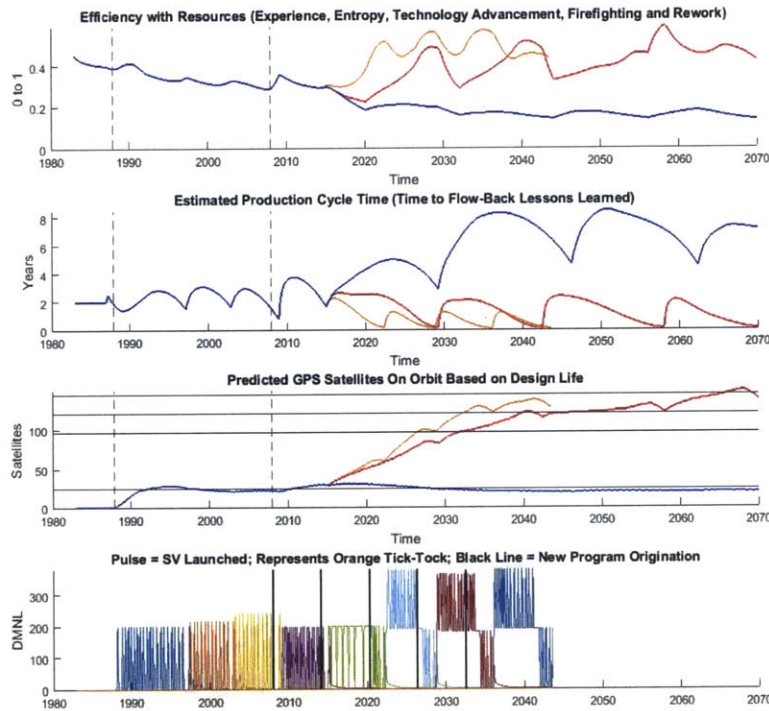 Efficiency with Resources (Experience, Entropy, Technology Advancement, Firefighting and Rework)
0 to 1
0.4
0.2
0
1980 1990 2000 2010 2020 2030 2040 2050 2060 2070
Time
Estimated Production Cycle Time (Time to Flow-Back Lessons Learned)
Years
8
6
4
2
0
1980 1990 2000 2010 2020 2030 2040 2050 2060 2070
Time
Predicted GPS Satellites On Orbit Based on Design Life
Satellites
100
50
0
1980 1990 2000 2010 2020 2030 2040 2050 2060 2070
Time
Pulse = SV Launched; Represents Orange Tick-Tock; Black Line = New Program Origination
DMNL
300
200
100
0
1980 1990 2000 2010 2020 2030 2040 2050 2060 2070